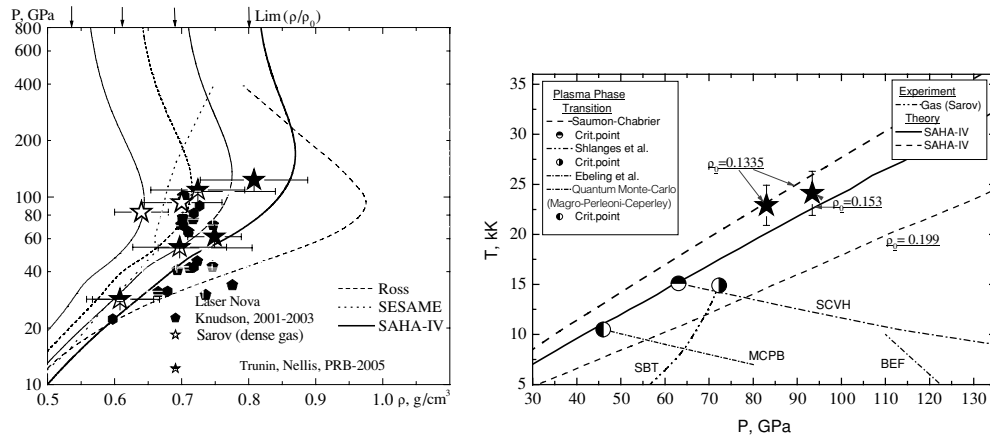 P, GPa
Lim (ρ/ρ0)
800
600
400
200
100
80
60
40
20
10
Ross
SESAME
SAHA-IV
Laser Nova
Knudson, 2001-2003
Sarov (dense gas)
Trunin, Nellis, PRB-2005
0.5 0.6 0.7 0.8 0.9 1.0 ρ, g/cm³
T, kK
35
30
25
20
15
10
5
Plasma Phase
Transition
Saumon-Chabrier
Crit.point
Shlanges et al.
Crit.point
Ebeling et al.
Quantum Monte-Carlo
(Magro-Perleoni-Ceperley)
Crit.point
Experiment
Gas (Sarov)
Theory
SAHA-IV
SAHA-IV
ρ0=0.1335
ρ0=0.153
ρ0=0.199
SCVH
MCPB
SBT
BEF
30 40 50 60 70 80 90 100 110 120 130
P, GPa